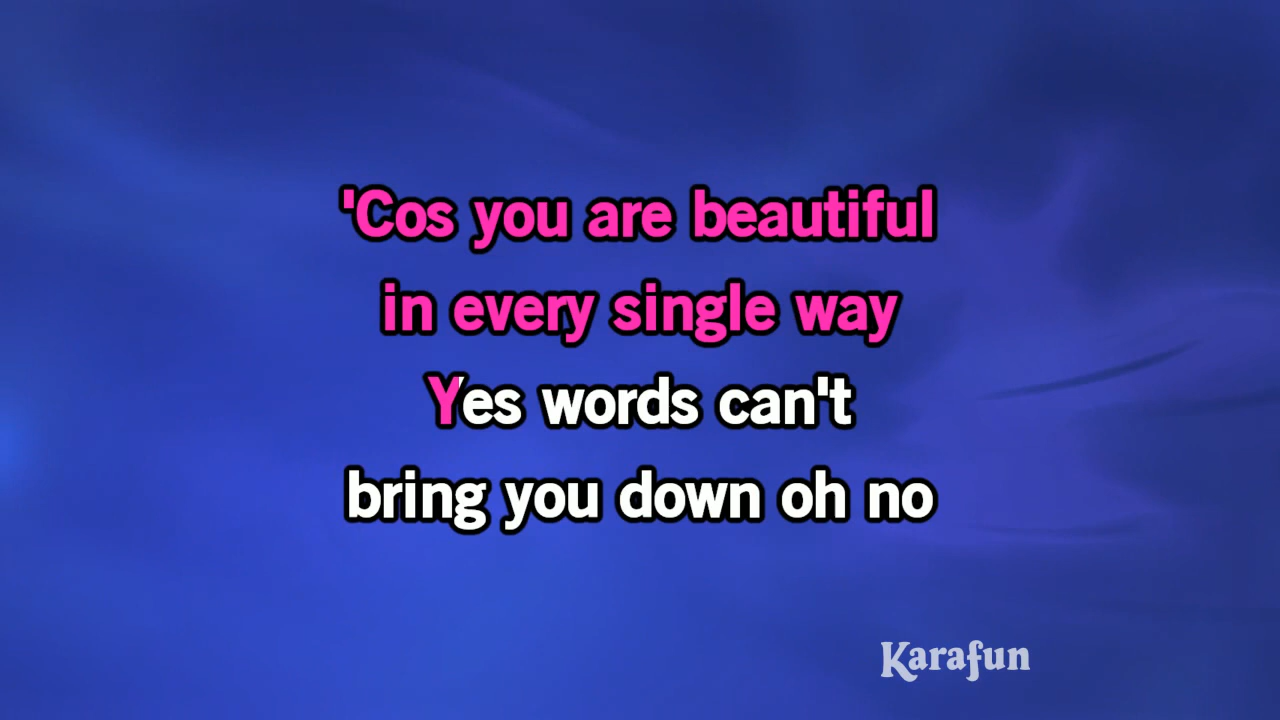 'Cos you are beautiful
in every single way
Yes words can't
bring you down oh no
Karafun